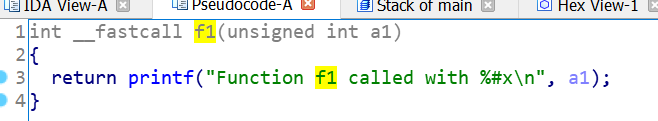 IDA View-A Pseudocode-A Stack of main Hex View-1
1 int __fastcall f1(unsigned int a1)
2 {
3 return printf("Function f1 called with %#x\n", a1);
4 }